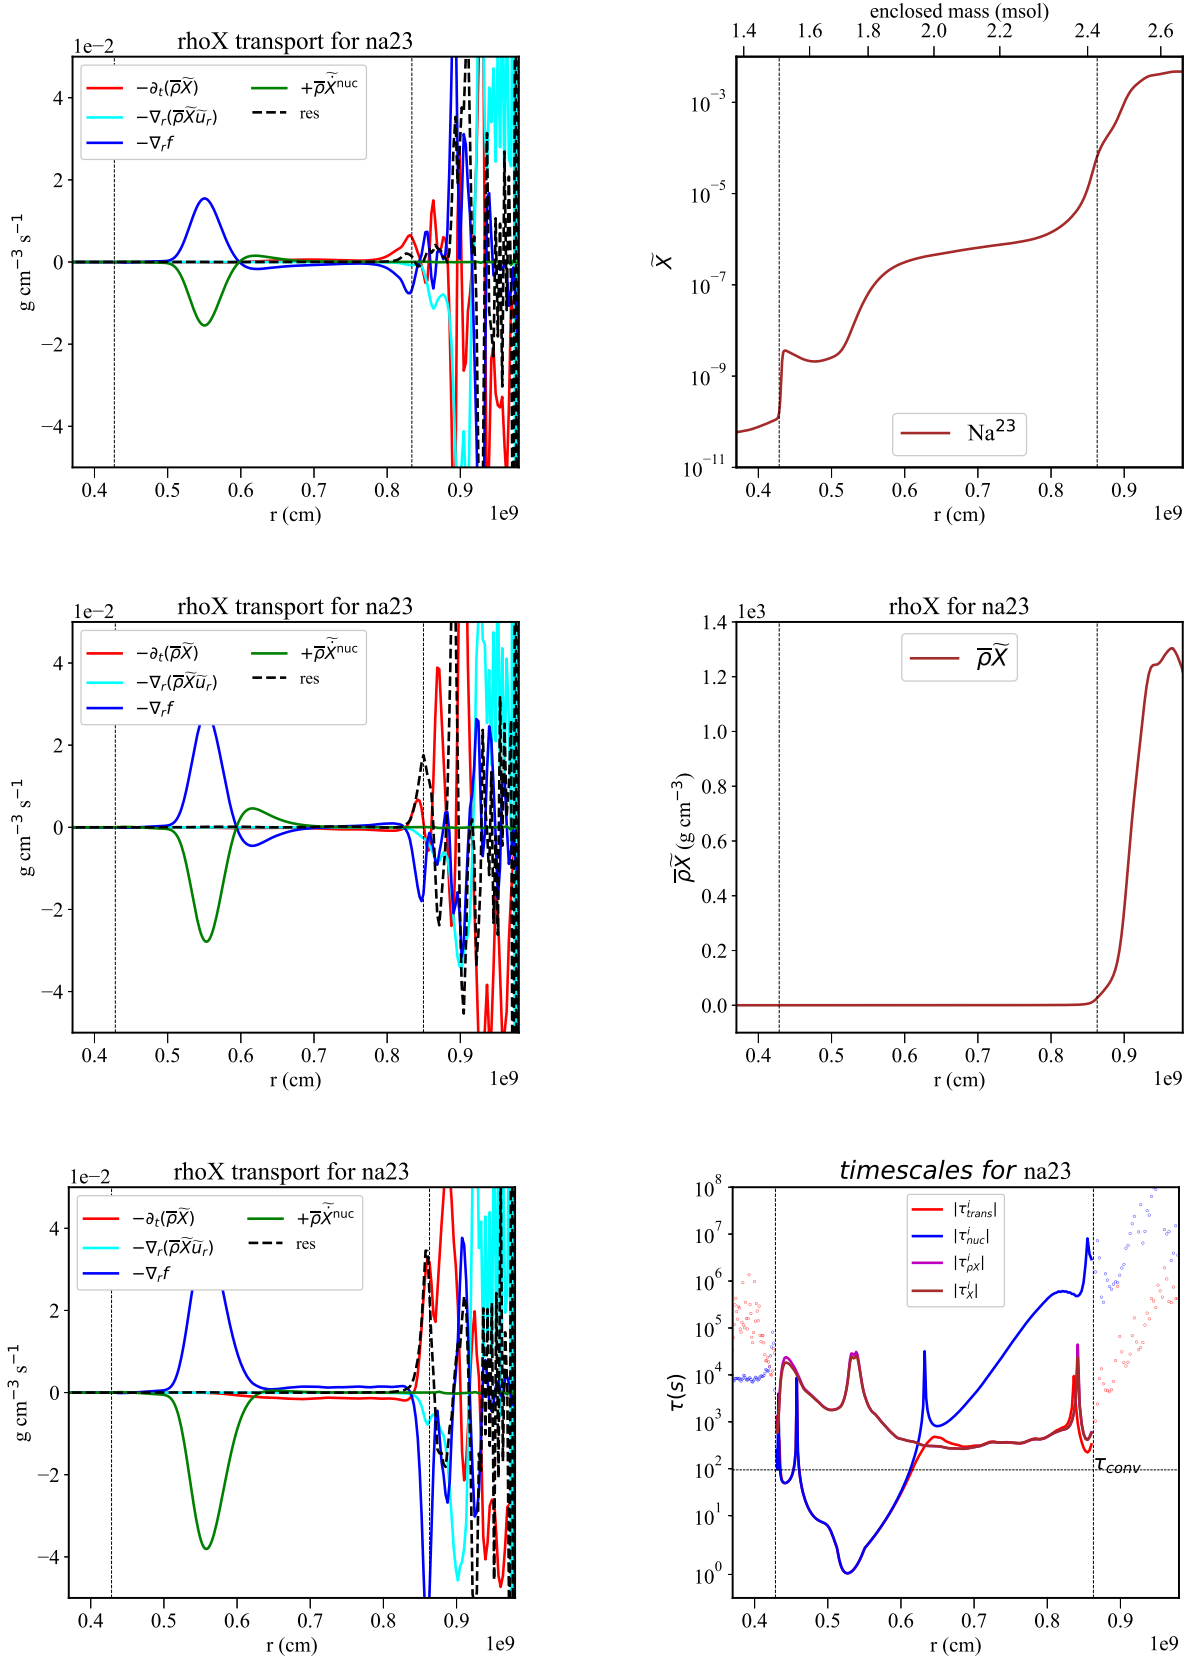 rhoX transport for na23
1e−2
−∂ₜ(ρ̅X̃)
−∇ᵣ(ρ̅X̃ũᵣ)
−∇ᵣf
+ρ̅X̃̇ⁿᵘᶜ
res
g cm⁻³ s⁻¹
4
2
0
−2
−4
0.4 0.5 0.6 0.7 0.8 0.9
r (cm)
1e9
enclosed mass (msol)
1.4 1.6 1.8 2.0 2.2 2.4 2.6
X̃
10⁻³
10⁻⁵
10⁻⁷
10⁻⁹
10⁻¹¹
Na²³
0.4 0.5 0.6 0.7 0.8 0.9
r (cm)
1e9
rhoX transport for na23
1e−2
−∂ₜ(ρ̅X̃)
−∇ᵣ(ρ̅X̃ũᵣ)
−∇ᵣf
+ρ̅X̃̇ⁿᵘᶜ
res
g cm⁻³ s⁻¹
4
2
0
−2
−4
0.4 0.5 0.6 0.7 0.8 0.9
r (cm)
1e9
rhoX for na23
1e3
ρ̅X̃
ρ̅X̃ (g cm⁻³)
1.4
1.2
1.0
0.8
0.6
0.4
0.2
0.0
0.4 0.5 0.6 0.7 0.8 0.9
r (cm)
1e9
rhoX transport for na23
1e−2
−∂ₜ(ρ̅X̃)
−∇ᵣ(ρ̅X̃ũᵣ)
−∇ᵣf
+ρ̅X̃̇ⁿᵘᶜ
res
g cm⁻³ s⁻¹
4
2
0
−2
−4
0.4 0.5 0.6 0.7 0.8 0.9
r (cm)
1e9
timescales for na23
|τ^i_{trans}|
|τ^i_{nuc}|
|τ^i_{ρX}|
|τ^i_X|
τ(s)
10⁸
10⁷
10⁶
10⁵
10⁴
10³
10²
10¹
10⁰
τ_{conv}
0.4 0.5 0.6 0.7 0.8 0.9
r (cm)
1e9